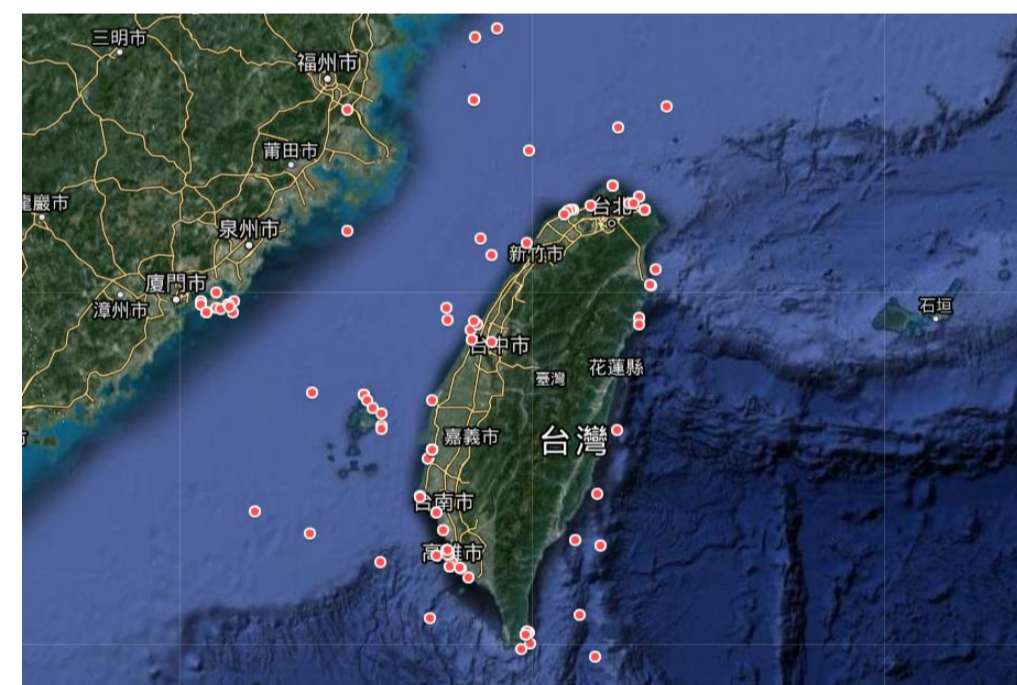 三明市
福州市
莆田市
龍巖市
泉州市
台北
新竹市
廈門市
漳州市
石垣
台中市
花蓮縣
臺灣
嘉義市
台灣
台南市
高雄市